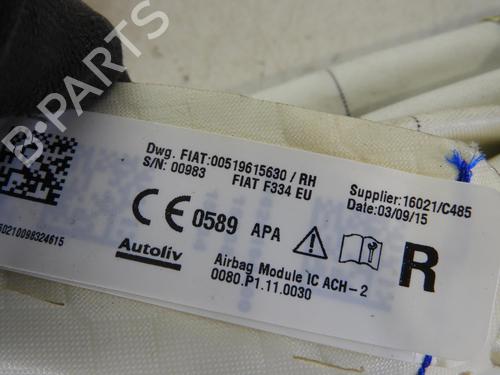 B-PARTS
Dwg. FIAT:00519615630 / RH
S/N: 00983
FIAT F334 EU
Supplier:16021/C485
Date:03/09/15
CE 0589 APA
R
Autoliv
Airbag Module IC ACH-2
0080.P1.11.0030
50210098324615